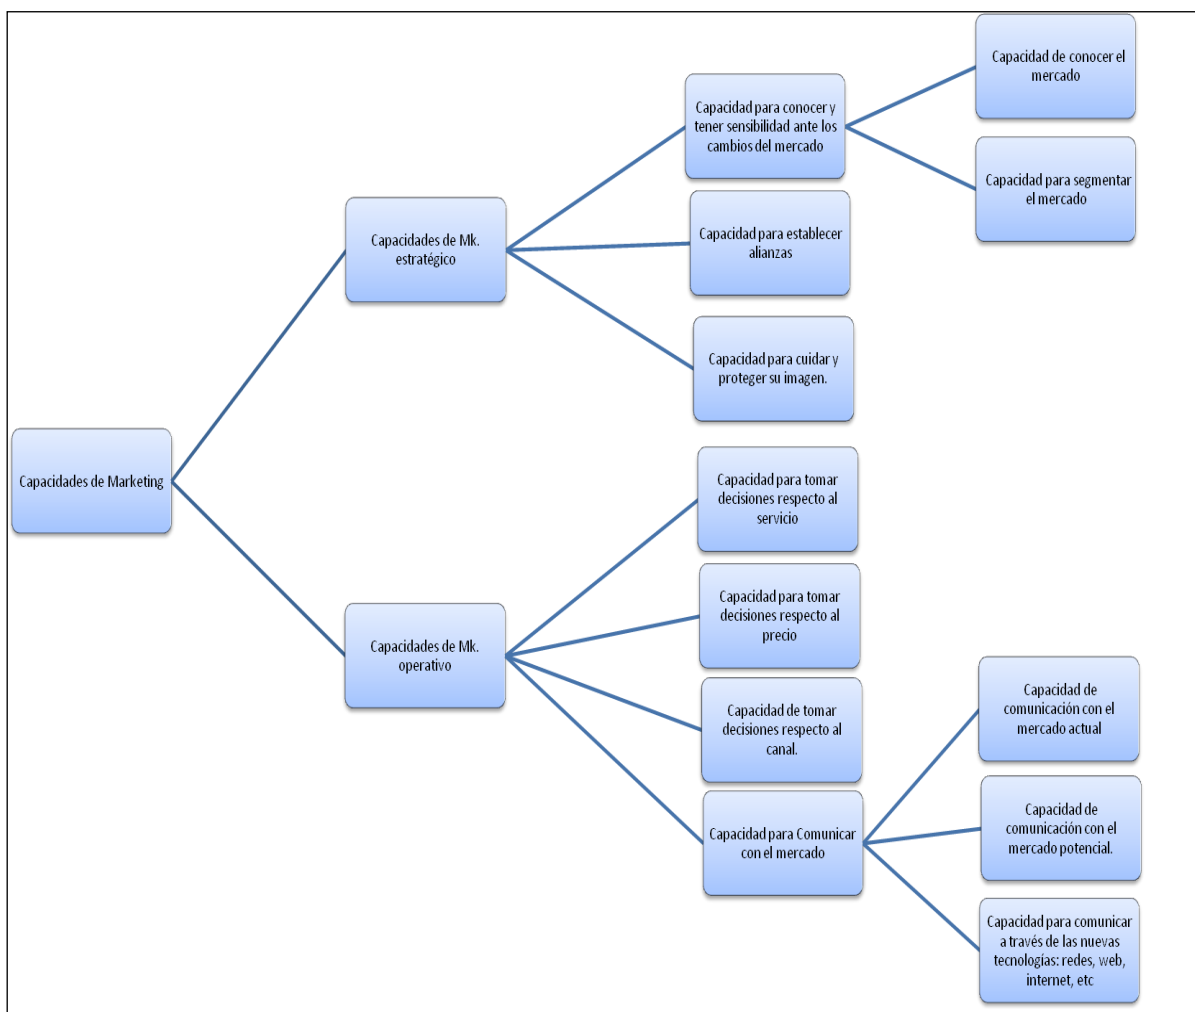 Capacidades de Marketing
Capacidades de Mk.
estratégico
Capacidad para conocer y
tener sensibilidad ante los
cambios del mercado
Capacidad de conocer el
mercado
Capacidad para segmentar
el mercado
Capacidad para establecer
alianzas
Capacidad para cuidar y
proteger su imagen.
Capacidades de Mk.
operativo
Capacidad para tomar
decisiones respecto al
servicio
Capacidad para tomar
decisiones respecto al
precio
Capacidad de tomar
decisiones respecto al
canal.
Capacidad para Comunicar
con el mercado
Capacidad de
comunicación con el
mercado actual
Capacidad de
comunicación con el
mercado potencial.
Capacidad para comunicar
a través de las nuevas
tecnologías: redes, web,
internet, etc